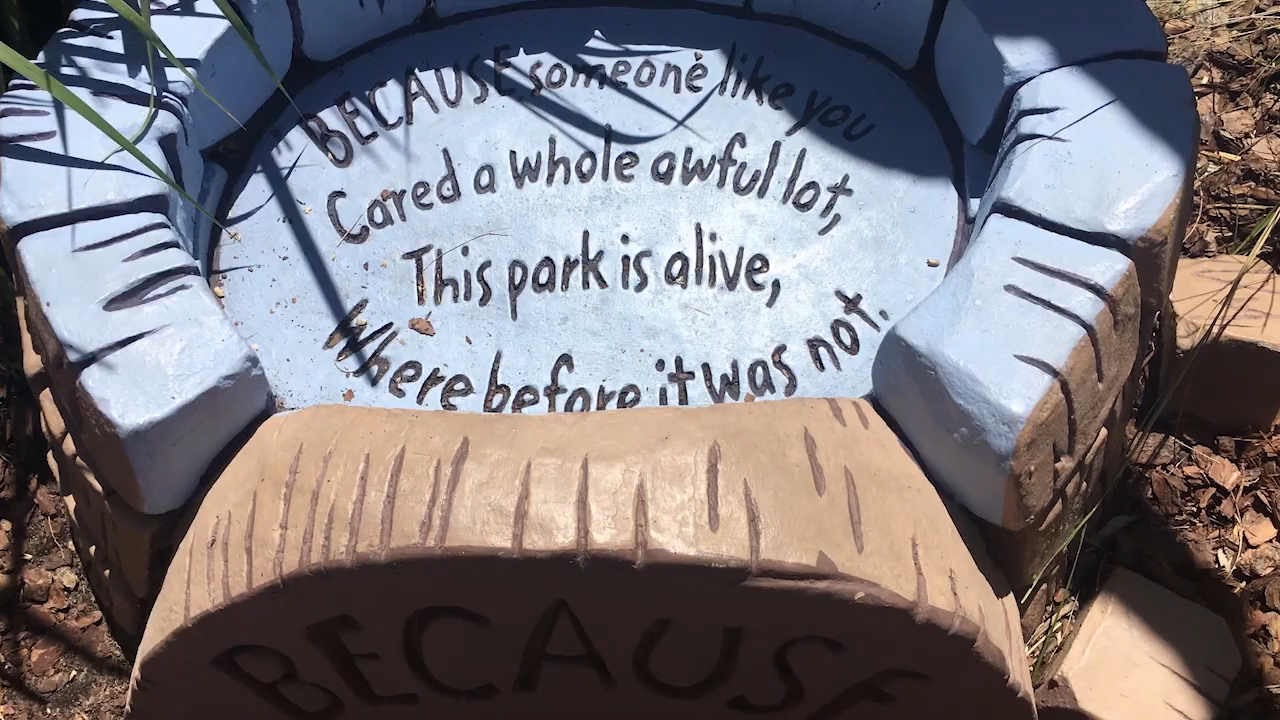 BECAUSE someone like you
Cared a whole awful lot,
This park is alive,
Where before it was not.
BECAUSE